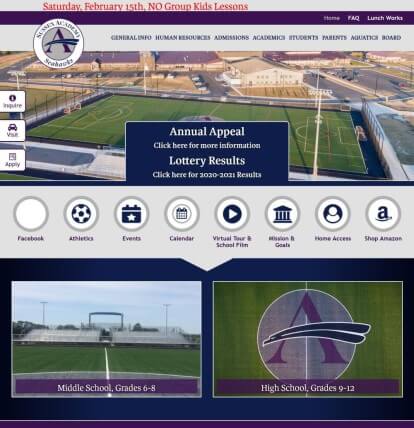 Saturday, February 15th, NO Group Kids Lessons
Home FAQ Lunch Works
SUSSEX ACADEMY
A
Seahawks
GENERAL INFO HUMAN RESOURCES ADMISSIONS ACADEMICS STUDENTS PARENTS AQUATICS BOARD
Inquire
Visit
Apply
Annual Appeal
Click here for more information
Lottery Results
Click here for 2020-2021 Results
Facebook
Athletics
Events
Calendar
Virtual Tour &
School Film
Mission &
Goals
Home Access
Shop Amazon
a
A
Middle School, Grades 6-8
High School, Grades 9-12